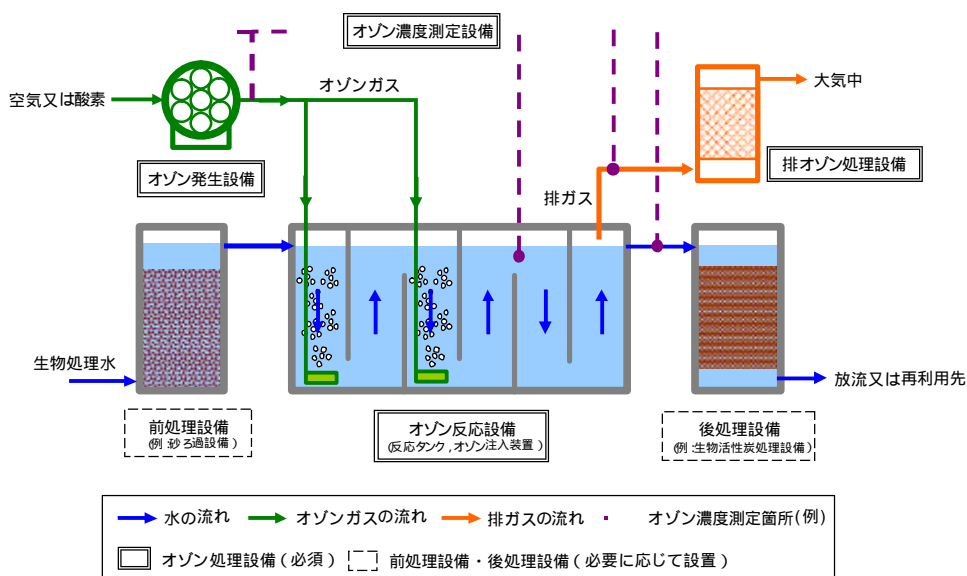 オゾン濃度測定設備
大気中
オゾンガス
空気又は酸素
排オゾン処理設備
オゾン発生設備
排ガス
生物処理水
放流又は再利用先
前処理設備
(例:砂ろ過設備)
オゾン反応設備
(反応タンク,オゾン注入装置)
後処理設備
(例:生物活性炭処理設備)
水の流れ オゾンガスの流れ 排ガスの流れ オゾン濃度測定箇所(例)
オゾン処理設備(必須) 前処理設備・後処理設備(必要に応じて設置)